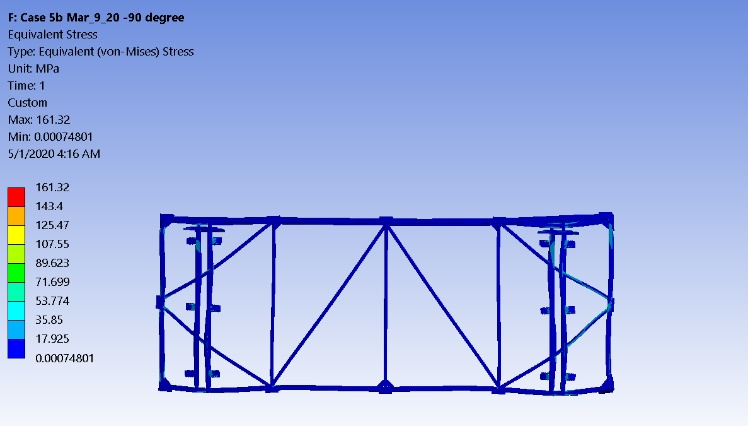 F: Case 5b Mar_9_20 -90 degree
Equivalent Stress
Type: Equivalent (von-Mises) Stress
Unit: MPa
Time: 1
Custom
Max: 161.32
Min: 0.00074801
5/1/2020 4:16 AM
161.32
143.4
125.47
107.55
89.623
71.699
53.774
35.85
17.925
0.00074801